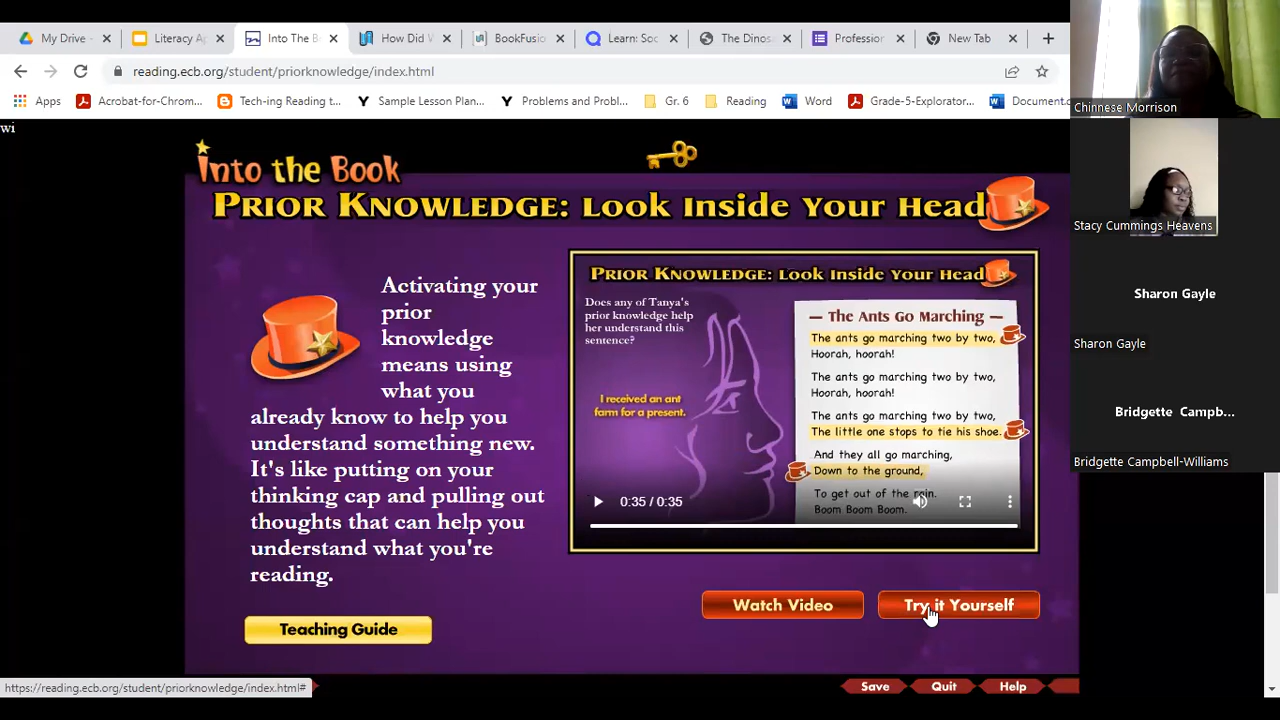 My Drive -
Literacy Ap
Into The B
How Did W
BookFusio
Learn: Soc
The Dinos
Profession
New Tab
reading.ecb.org/student/priorknowledge/index.html
Apps
Acrobat-for-Chrom...
Tech-ing Reading t...
Sample Lesson Plan...
Problems and Probl...
Gr. 6
Reading
Word
Grade-5-Explorator...
Document.d
wi
Into the Book
PRIOR KNOWLEDGE: Look Inside Your Head
Activating your
prior
knowledge
means using
what you
already know to help you
understand something new.
It's like putting on your
thinking cap and pulling out
thoughts that can help you
understand what you're
reading.
Teaching Guide
PRIOR KNOWLEDGE: Look Inside Your Head
Does any of Tanya's
prior knowledge help
her understand this
sentence?
I received an ant
farm for a present.
— The Ants Go Marching —
The ants go marching two by two,
Hoorah, hoorah!
The ants go marching two by two,
Hoorah, hoorah!
The ants go marching two by two,
The little one stops to tie his shoe.
And they all go marching,
Down to the ground,
To get out of the rain.
Boom Boom Boom.
0:35 / 0:35
Watch Video
Try it Yourself
https://reading.ecb.org/student/priorknowledge/index.html#
Save
Quit
Help
Chinnese Morrison
Stacy Cummings Heavens
Sharon Gayle
Sharon Gayle
Bridgette Campb...
Bridgette Campbell-Williams